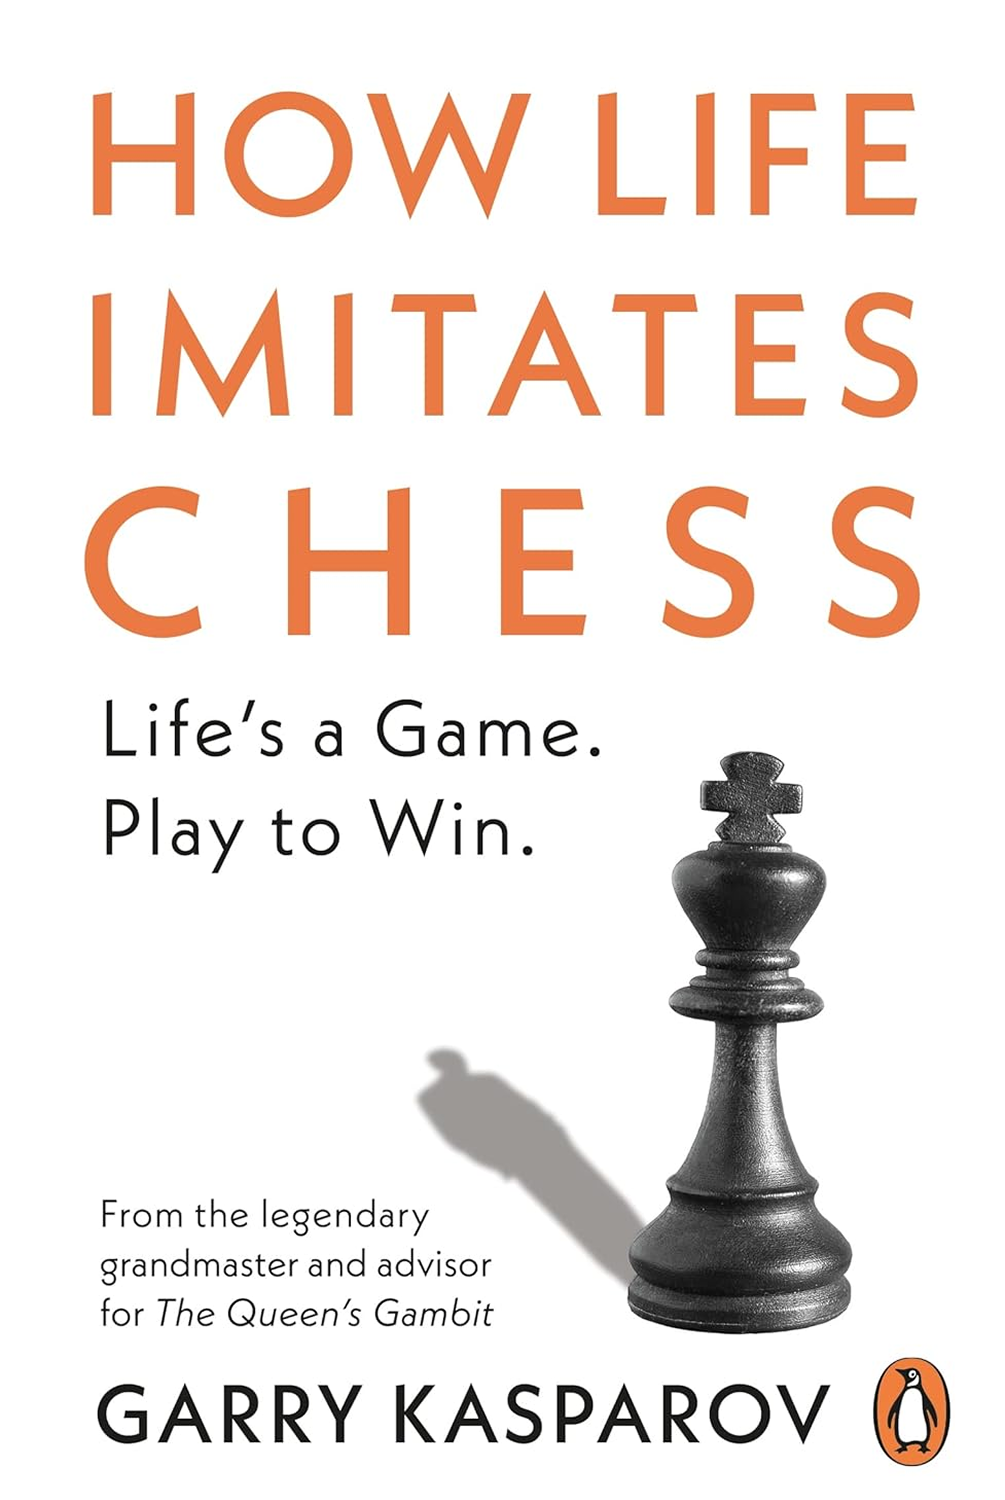 HOW LIFE
IMITATES
CHESS
Life's a Game.
Play to Win.
From the legendary
grandmaster and advisor
for The Queen's Gambit
GARRY KASPAROV